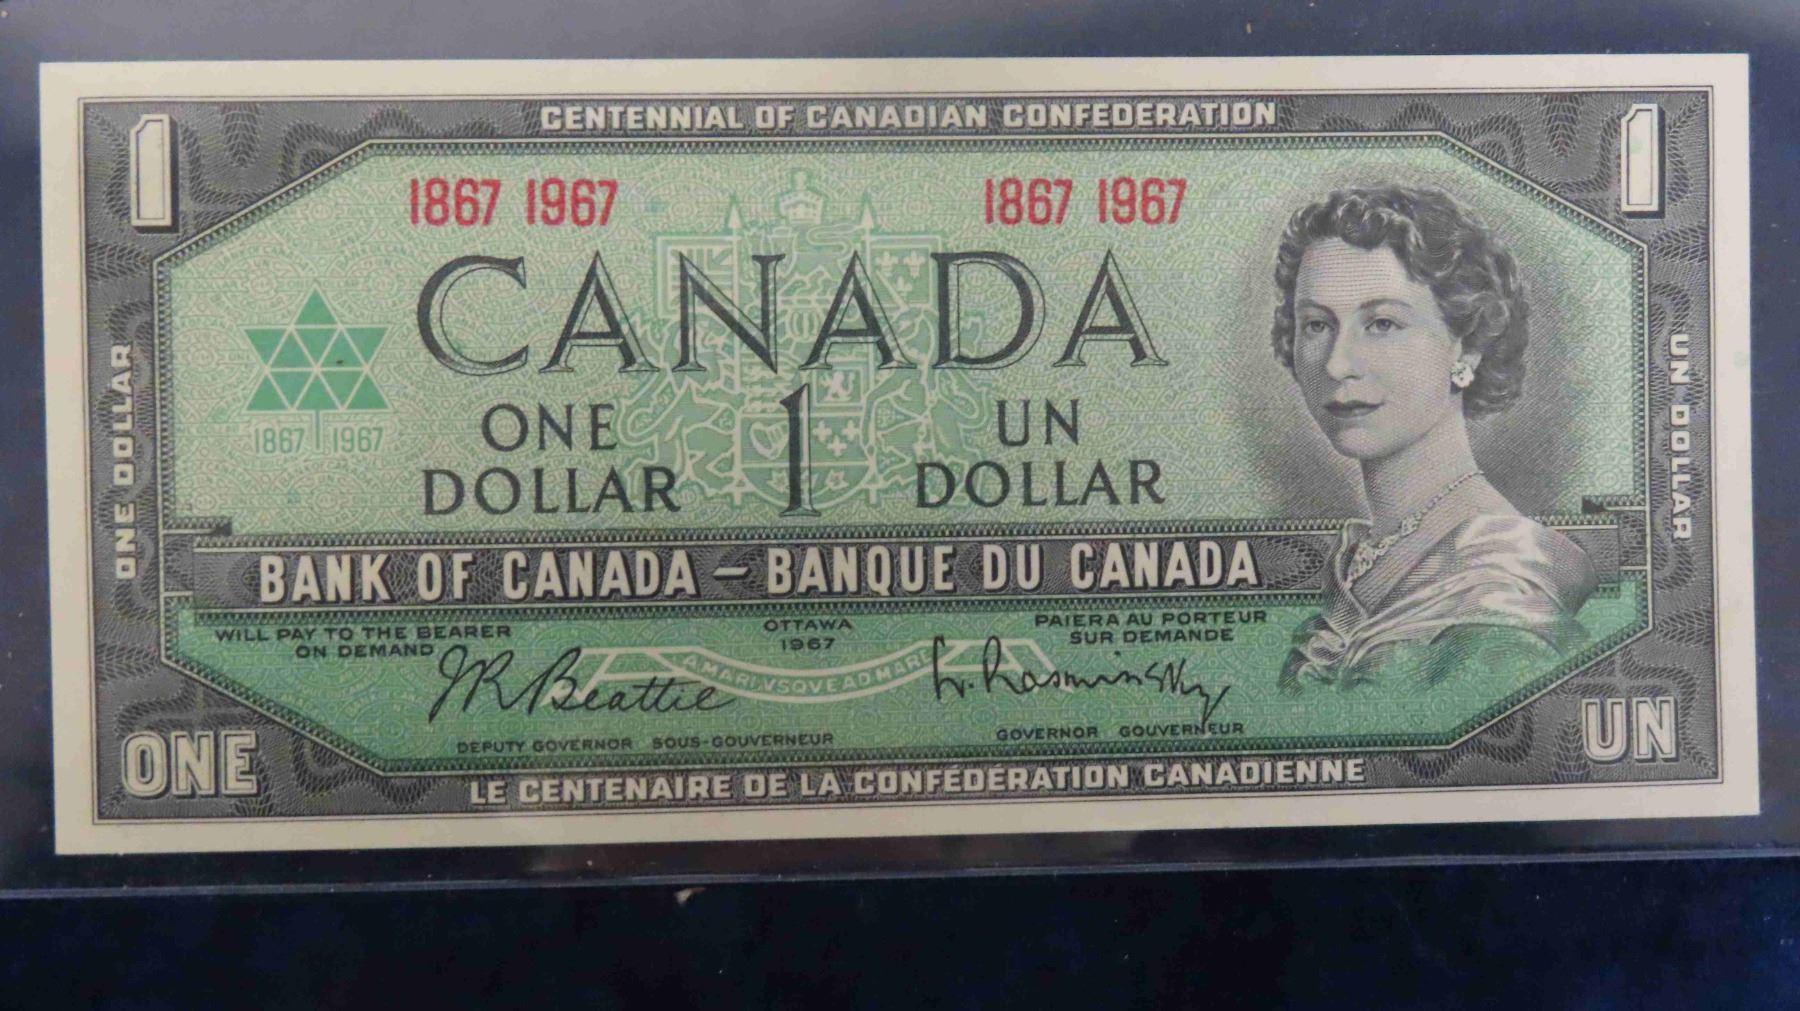 CENTENNIAL OF CANADIAN CONFEDERATION
1 1
1867 1967 1867 1967
CANADA
1867 1967
ONE DOLLAR
1
UN DOLLAR
ONE DOLLAR
UN DOLLAR
BANK OF CANADA – BANQUE DU CANADA
WILL PAY TO THE BEARER
ON DEMAND
OTTAWA
1967
PAIERA AU PORTEUR
SUR DEMANDE
A MARI VSQVE AD MARE
JRBeattie
L. Rasminsky
DEPUTY GOVERNOR SOUS-GOUVERNEUR
GOVERNOR GOUVERNEUR
ONE
UN
LE CENTENAIRE DE LA CONFÉDÉRATION CANADIENNE